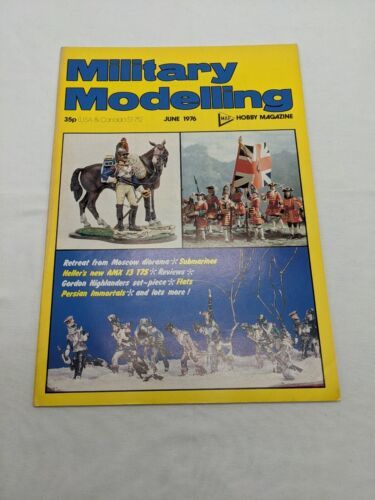 Military
Modelling
35p (USA & Canada $1.75) JUNE 1976 M.A.P. HOBBY MAGAZINE
Retreat from Moscow diorama * Submarines
Heller's new AMX 13 T75 * Reviews *
Gordon Highlanders set-piece * Flats
Persian Immortals * and lots more !